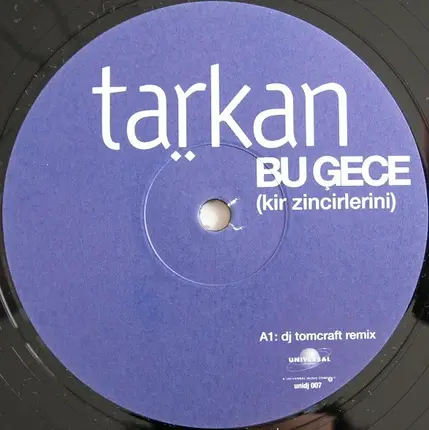 tarkan
BU GECE
(kir zincirlerini)
A1: dj tomcraft remix
UNIVERSAL
unidj 007